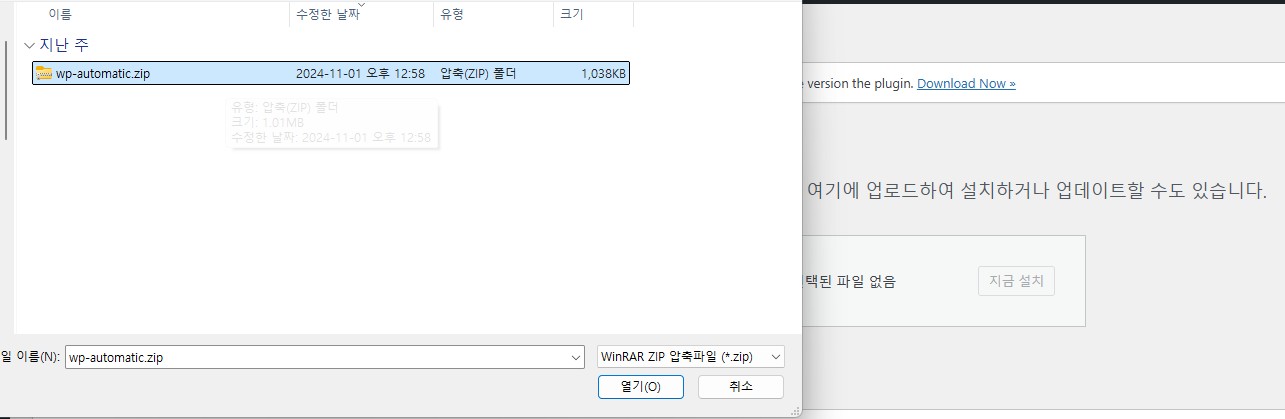 이름 수정한 날짜 유형 크기
지난 주
wp-automatic.zip 2024-11-01 오후 12:58 압축(ZIP) 폴더 1,038KB
유형: 압축(ZIP) 폴더
크기: 1.01MB
수정한 날짜: 2024-11-01 오후 12:58
일 이름(N): wp-automatic.zip WinRAR ZIP 압축파일 (*.zip)
열기(O) 취소
version the plugin. Download Now »
여기에 업로드하여 설치하거나 업데이트할 수도 있습니다.
파일 없음 지금 설치